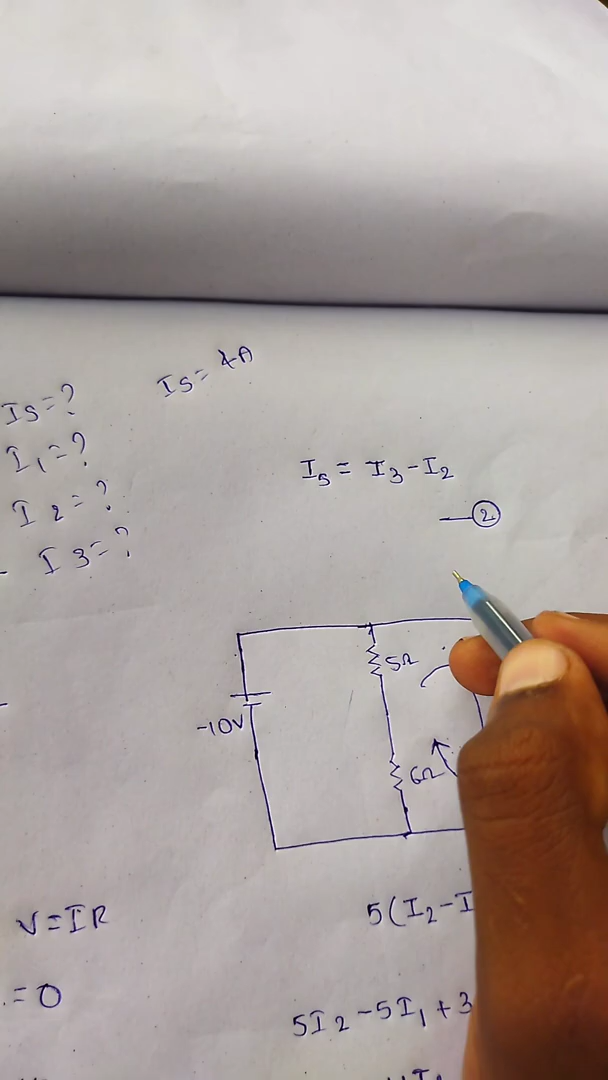 IS=?
IS= 4A
I1=?
I2=?
I3=?
Is = I3-I2
—②
5Ω
-10V
6Ω
V=IR
5(I2-I
= 0
5I2-5I1+3